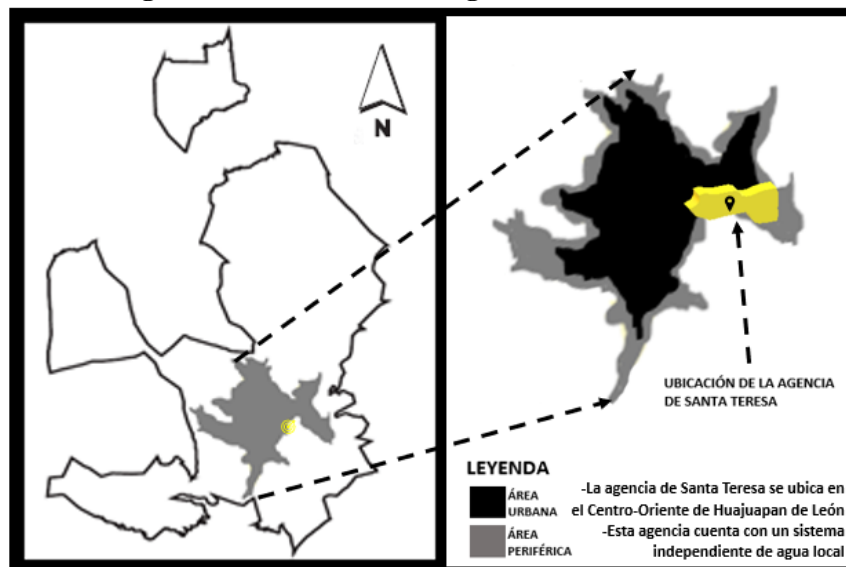 N
UBICACIÓN DE LA AGENCIA
DE SANTA TERESA
LEYENDA
ÁREA
URBANA
ÁREA
PERIFÉRICA
-La agencia de Santa Teresa se ubica en
el Centro-Oriente de Huajuapan de León
-Esta agencia cuenta con un sistema
independiente de agua local